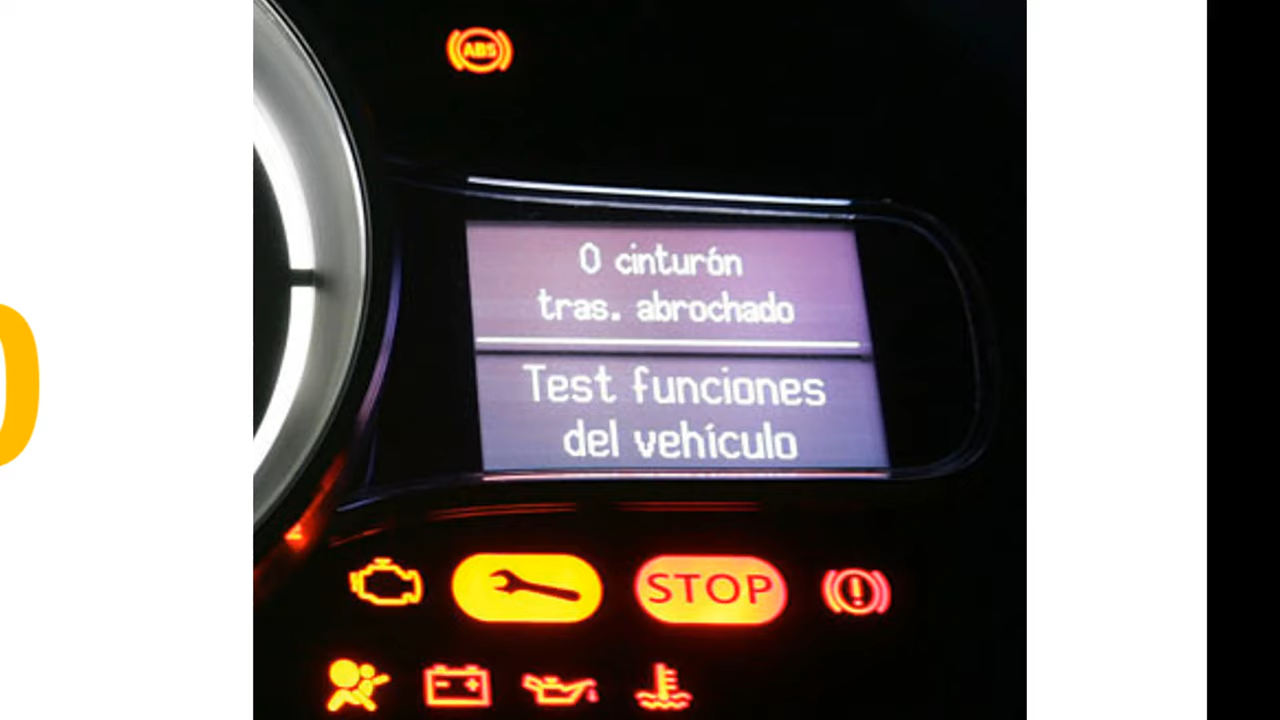 ABS
0 cinturón
tras. abrochado
Test funciones
del vehículo
STOP